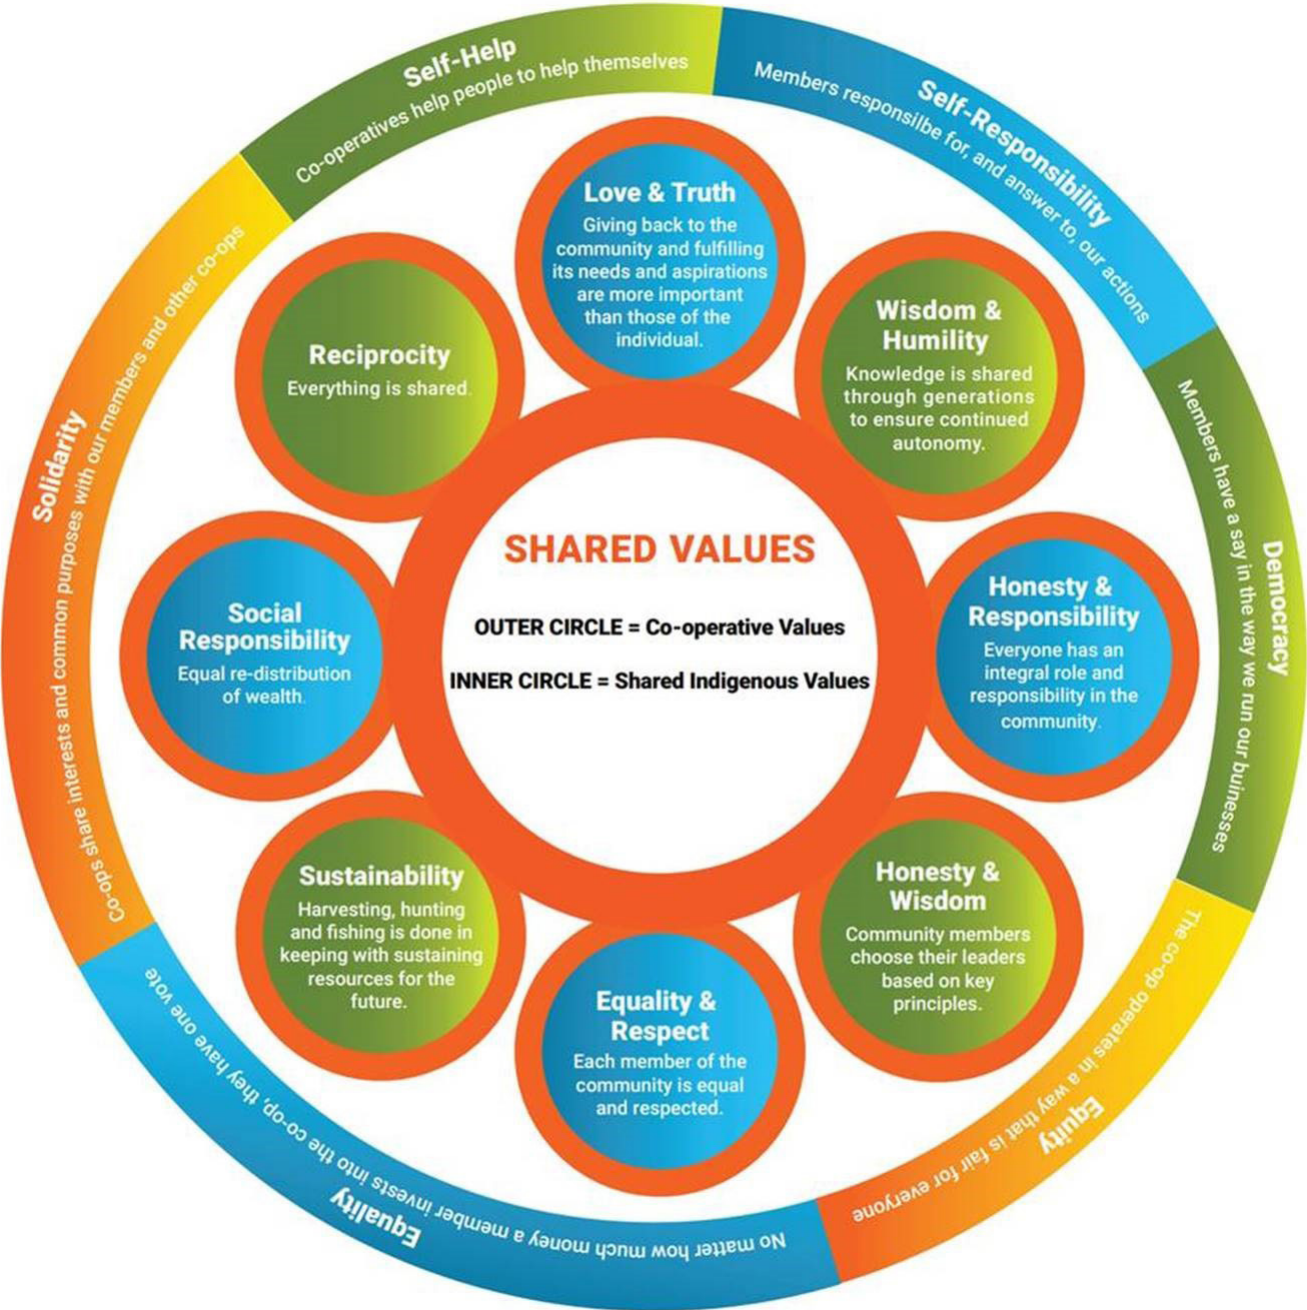 Self-Help
Co-operatives help people to help themselves
Self-Responsibility
Members responsilbe for, and answer to, our actions
Democracy
Members have a say in the way we run our buinesses
Equity
The co-op operates in a way that is fair for everyone
Equality
No matter how much money a member invests into the co-op, they have one vote
Solidarity
Co-ops share interests and common purposes with our members and other co-ops
Love & Truth
Giving back to the
community and fulfilling
its needs and aspirations
are more important
than those of the
individual.
Wisdom &
Humility
Knowledge is shared
through generations
to ensure continued
autonomy.
Honesty &
Responsibility
Everyone has an
integral role and
responsibility in the
community.
Honesty &
Wisdom
Community members
choose their leaders
based on key
principles.
Equality &
Respect
Each member of the
community is equal
and respected.
Sustainability
Harvesting, hunting
and fishing is done in
keeping with sustaining
resources for the
future.
Social
Responsibility
Equal re-distribution
of wealth.
Reciprocity
Everything is shared.
SHARED VALUES
OUTER CIRCLE = Co-operative Values
INNER CIRCLE = Shared Indigenous Values